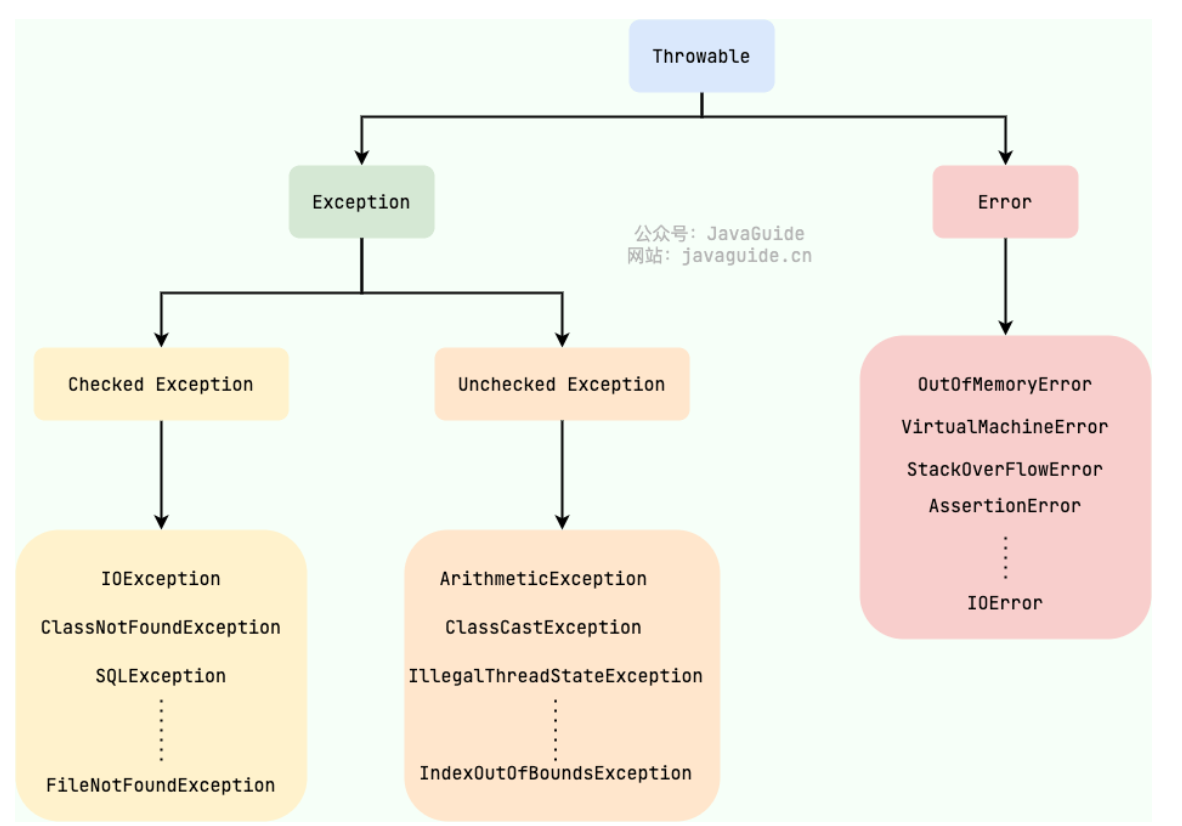 Throwable
Exception
Error
公众号：JavaGuide
网站：javaguide.cn
Checked Exception
Unchecked Exception
OutOfMemoryError
VirtualMachineError
StackOverFlowError
AssertionError
IOError
IOException
ClassNotFoundException
SQLException
FileNotFoundException
ArithmeticException
ClassCastException
IllegalThreadStateException
IndexOutOfBoundsException